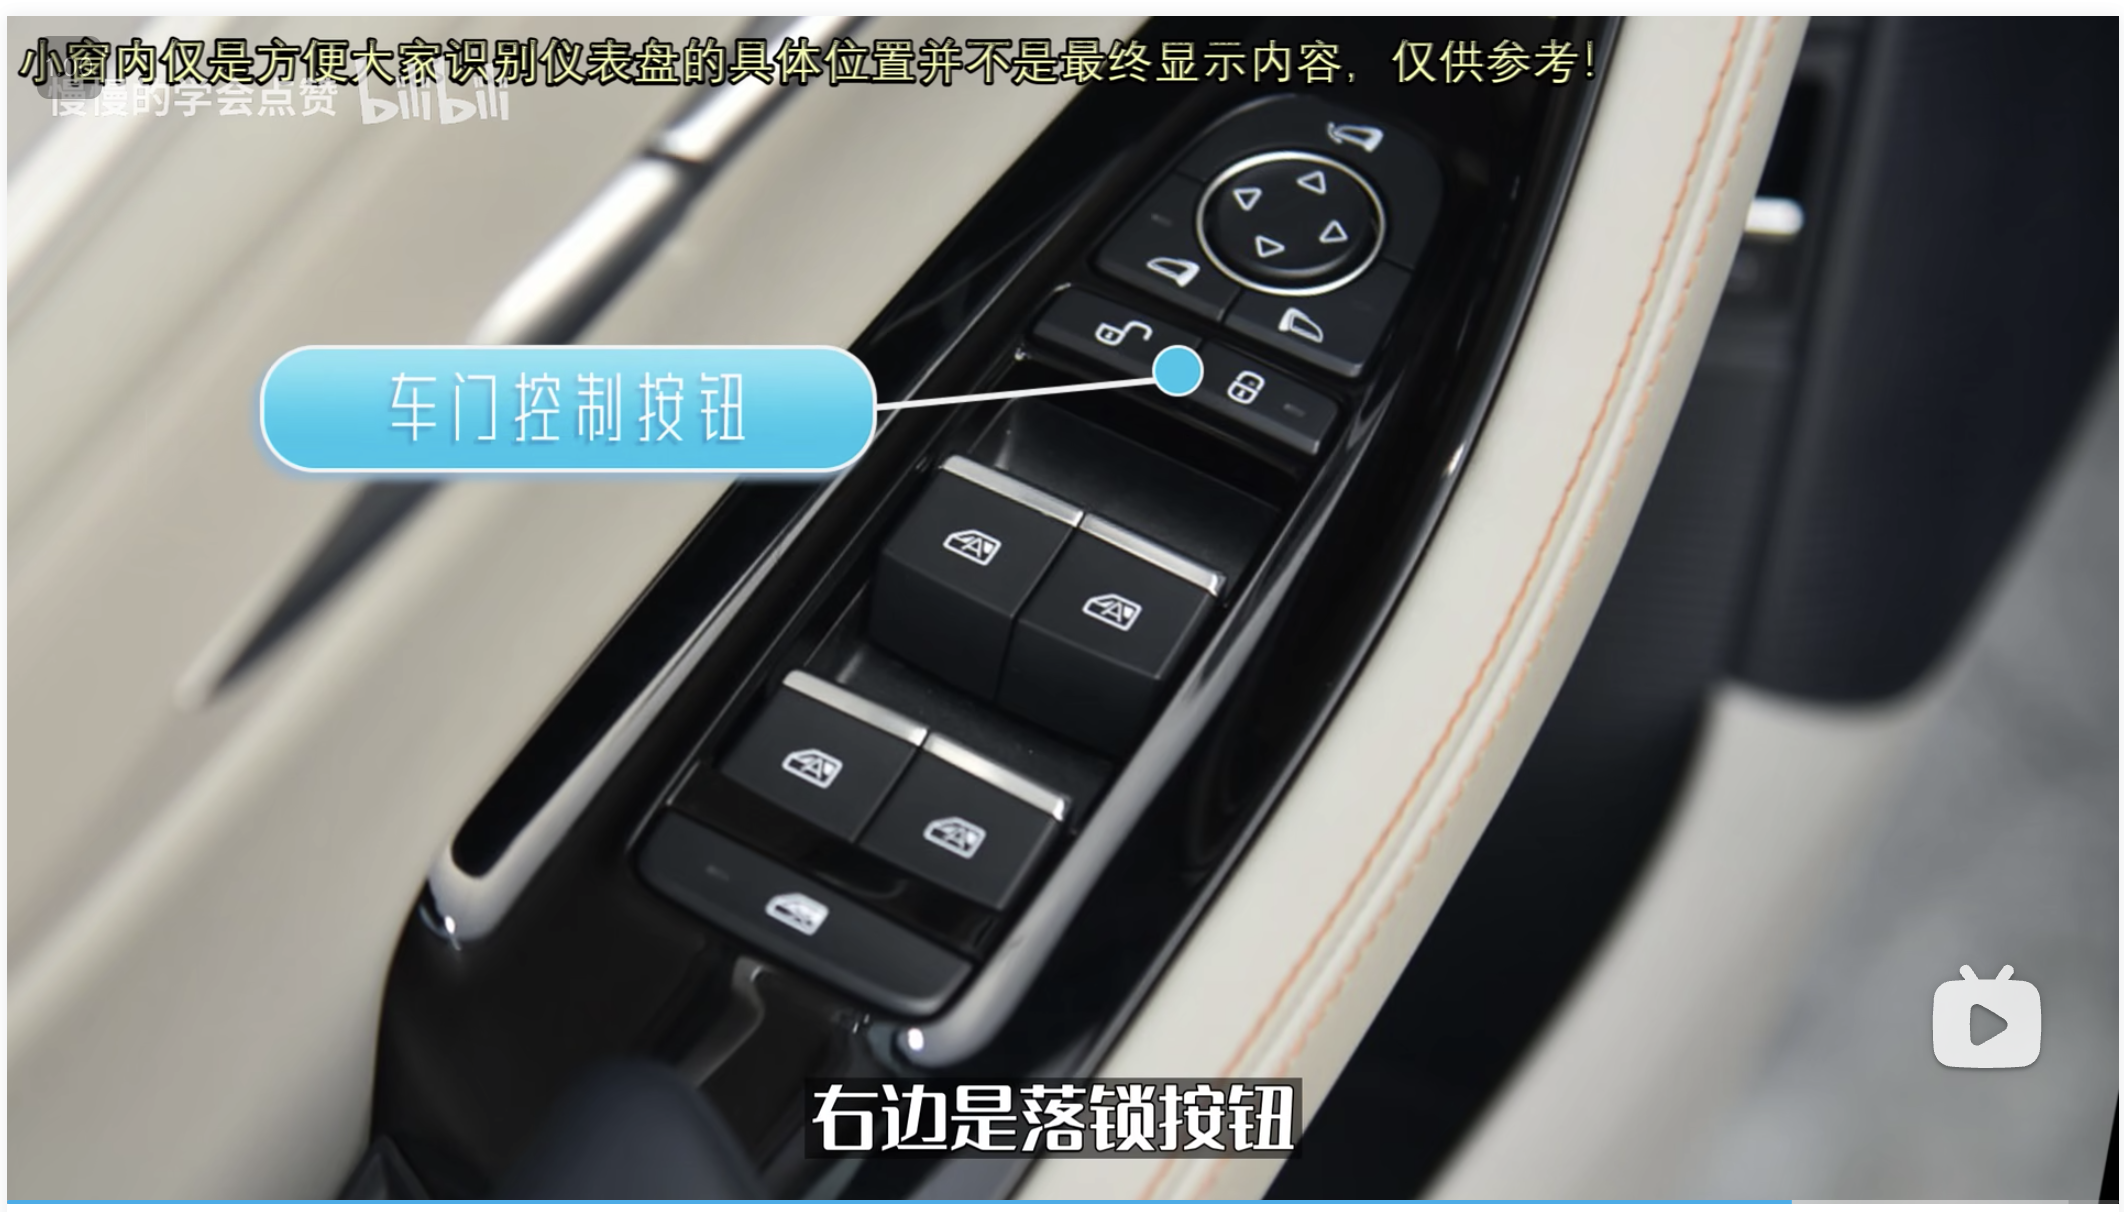 小窗内仅是方便大家识别仪表盘的具体位置并不是最终显示内容，仅供参考！
慢慢的学会点赞 bilibili
车门控制按钮
A
A
A
A
右边是落锁按钮